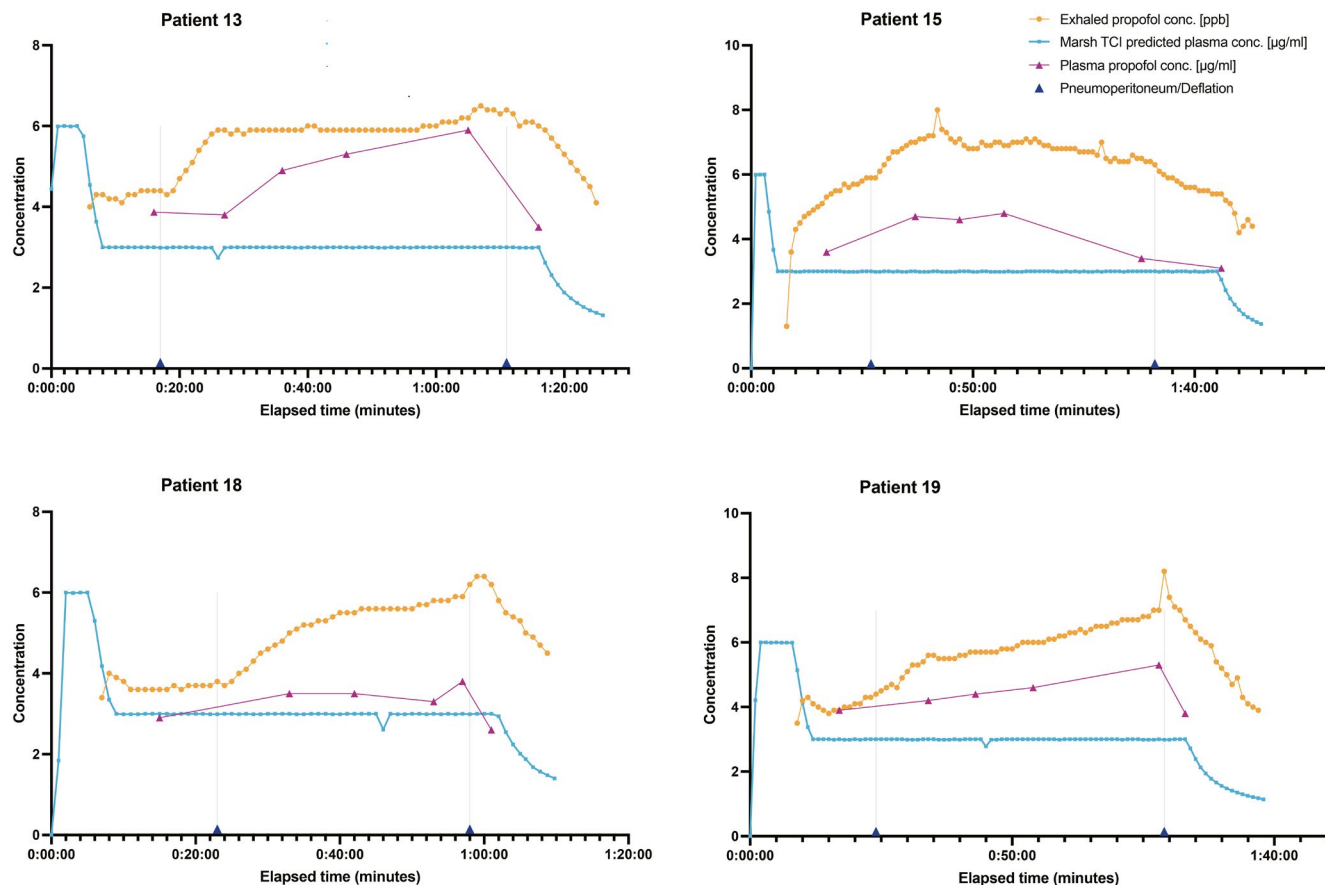 Patient 13
8
6
4
2
0
Concentration
0:00:00 0:20:00 0:40:00 1:00:00 1:20:00
Elapsed time (minutes)
Patient 15
Exhaled propofol conc. [ppb]
Marsh TCI predicted plasma conc. [µg/ml]
Plasma propofol conc. [µg/ml]
Pneumoperitoneum/Deflation
10
8
6
4
2
0
Concentration
0:00:00 0:50:00 1:40:00
Elapsed time (minutes)
Patient 18
8
6
4
2
0
Concentration
0:00:00 0:20:00 0:40:00 1:00:00 1:20:00
Elapsed time (minutes)
Patient 19
10
8
6
4
2
0
Concentration
0:00:00 0:50:00 1:40:00
Elapsed time (minutes)